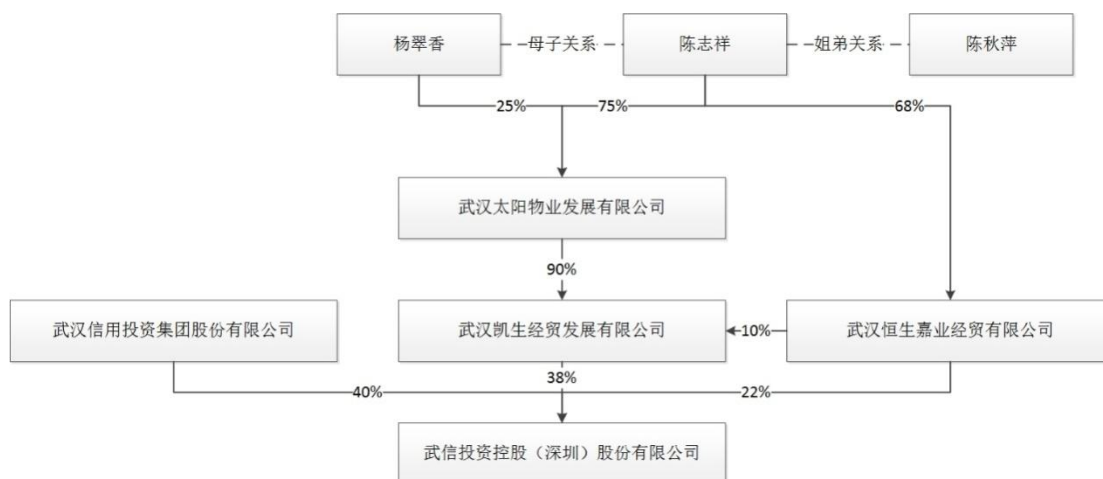 杨翠香
母子关系
陈志祥
姐弟关系
陈秋萍
25%
75%
68%
武汉太阳物业发展有限公司
90%
武汉信用投资集团股份有限公司
武汉凯生经贸发展有限公司
10%
武汉恒生嘉业经贸有限公司
38%
40%
22%
武信投资控股（深圳）股份有限公司